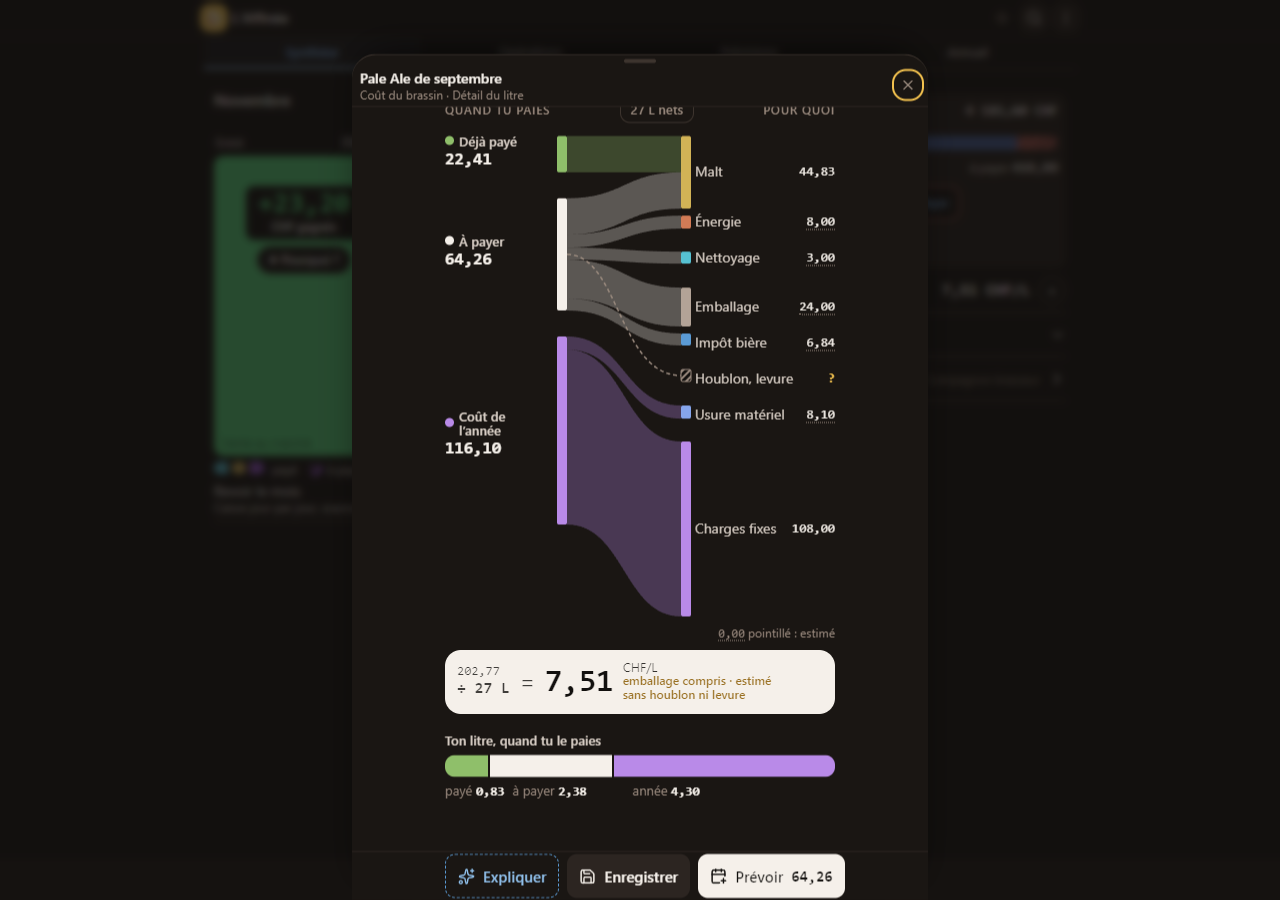 Pale Ale de septembre
Coût du brassin · Détail du litre
QUAND TU PAIES
27 L nets
POUR QUOI
Déjà payé
22,41
Malt 44,83
Énergie 8,00
À payer
64,26
Nettoyage 3,00
Emballage 24,00
Impôt bière 6,84
Houblon, levure ?
Usure matériel 8,10
Coût de
l'année
116,10
Charges fixes 108,00
0,00 pointillé : estimé
202,77
÷ 27 L
= 7,51
CHF/L
emballage compris · estimé
sans houblon ni levure
Ton litre, quand tu le paies
payé 0,83 à payer 2,38 année 4,30
Expliquer
Enregistrer
Prévoir 64,26